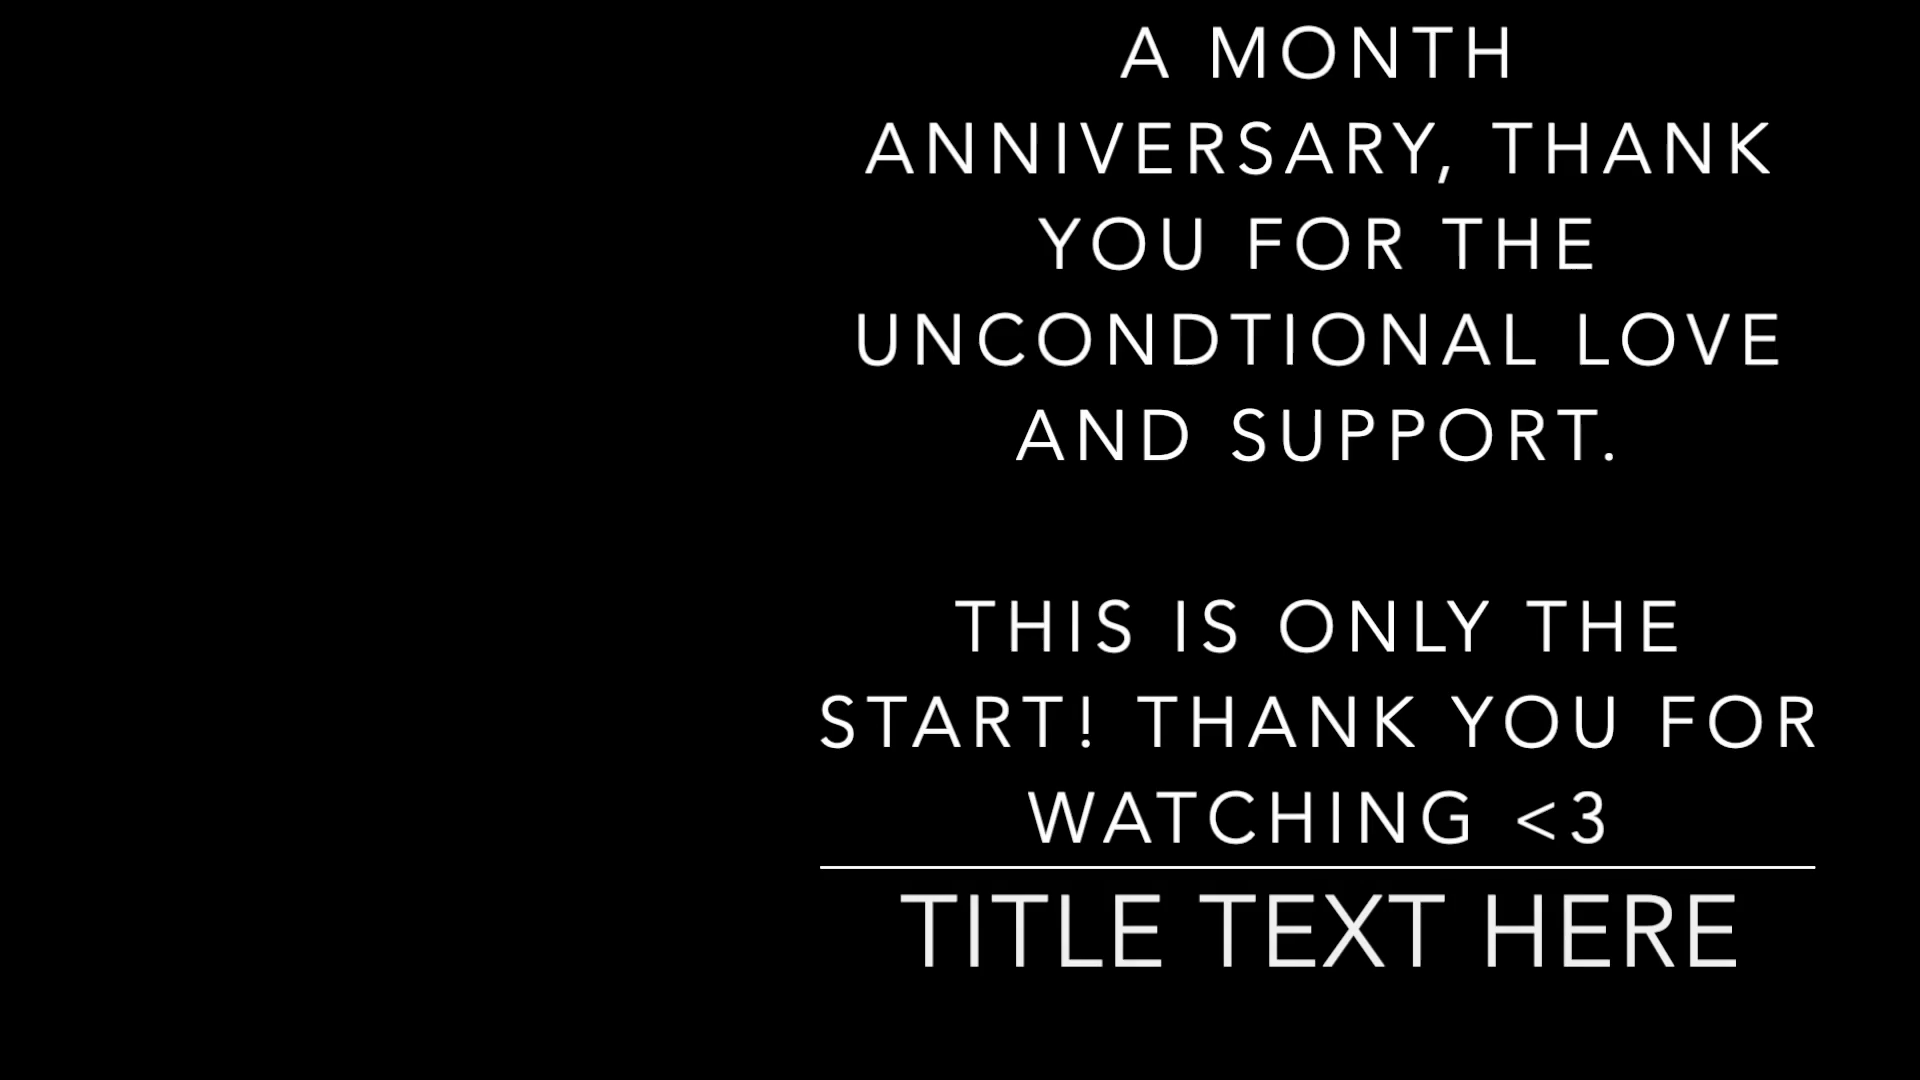 A MONTH
ANNIVERSARY, THANK
YOU FOR THE
UNCONDTIONAL LOVE
AND SUPPORT.
THIS IS ONLY THE
START! THANK YOU FOR
WATCHING <3
TITLE TEXT HERE